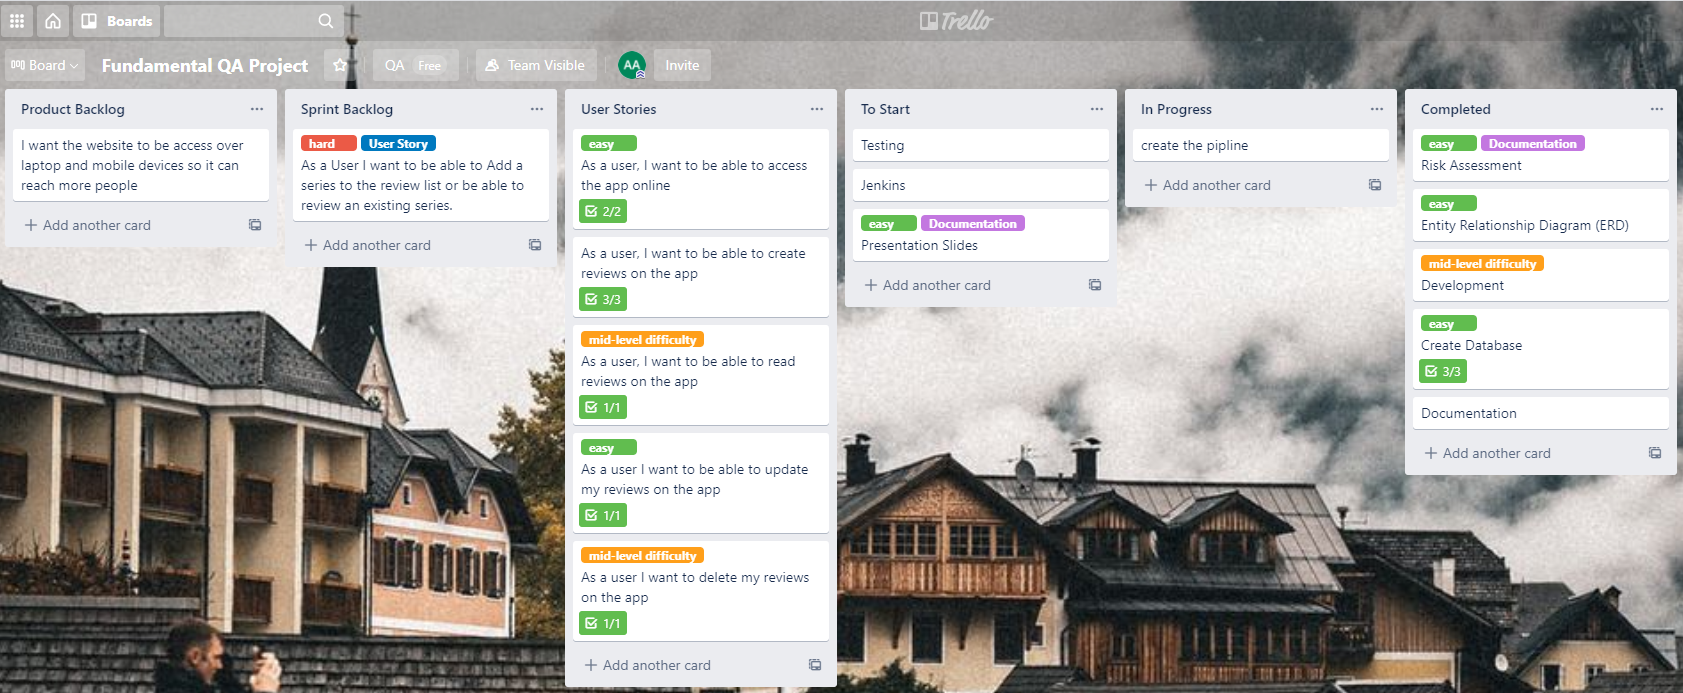 Boards
Trello
Board
Fundamental QA Project
QA Free
Team Visible
AA
Invite
Product Backlog
I want the website to be access over
laptop and mobile devices so it can
reach more people
Add another card
Sprint Backlog
hard User Story
As a User I want to be able to Add a
series to the review list or be able to
review an existing series.
Add another card
User Stories
easy
As a user, I want to be able to access
the app online
2/2
As a user, I want to be able to create
reviews on the app
3/3
mid-level difficulty
As a user, I want to be able to read
reviews on the app
1/1
easy
As a user I want to be able to update
my reviews on the app
1/1
mid-level difficulty
As a user I want to delete my reviews
on the app
1/1
Add another card
To Start
Testing
Jenkins
easy Documentation
Presentation Slides
Add another card
In Progress
create the pipline
Add another card
Completed
easy Documentation
Risk Assessment
easy
Entity Relationship Diagram (ERD)
mid-level difficulty
Development
easy
Create Database
3/3
Documentation
Add another card